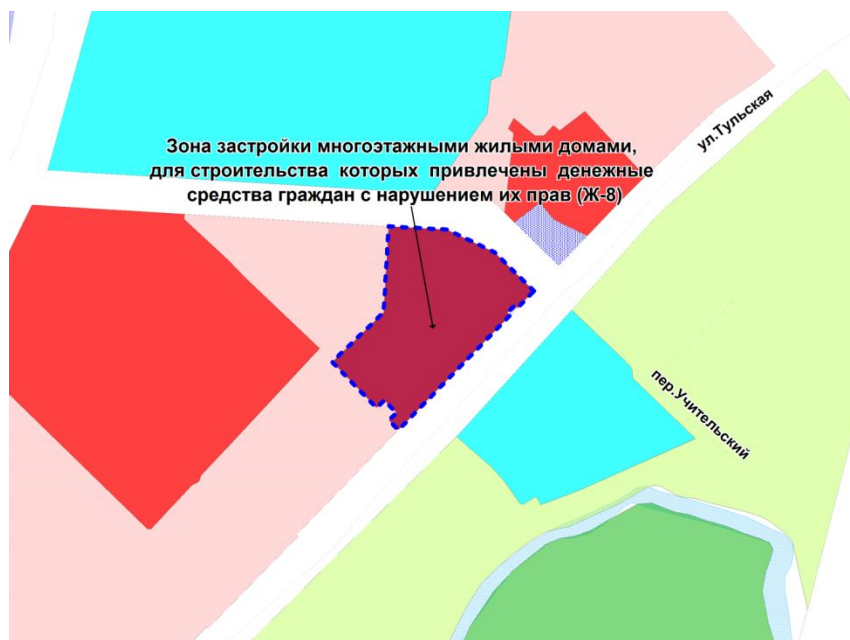 ул.Тульская
Зона застройки многоэтажными жилыми домами,
для строительства которых привлечены денежные
средства граждан с нарушением их прав (Ж-8)
пер.Учительский